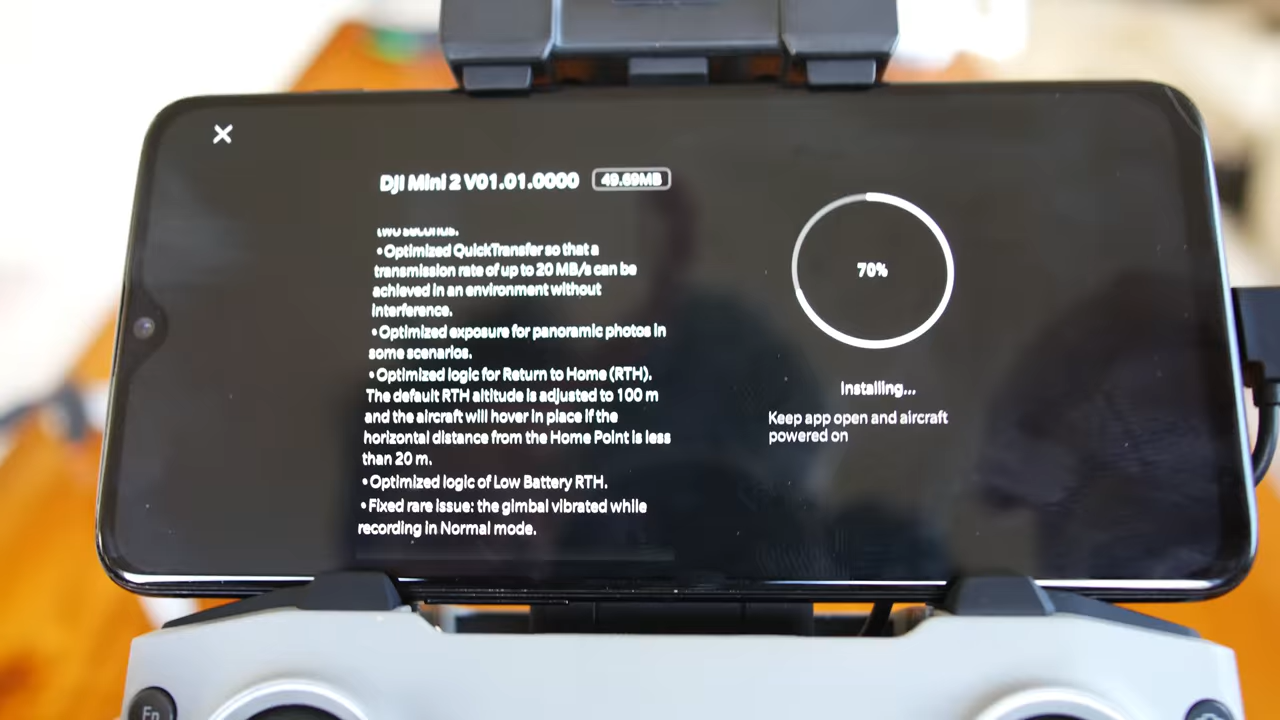 DJI Mini 2 V01.01.0000 49.69MB
two seconds.
• Optimized QuickTransfer so that a
transmission rate of up to 20 MB/s can be
achieved in an environment without
interference.
• Optimized exposure for panoramic photos in
some scenarios.
• Optimized logic for Return to Home (RTH).
The default RTH altitude is adjusted to 100 m
and the aircraft will hover in place if the
horizontal distance from the Home Point is less
than 20 m.
• Optimized logic of Low Battery RTH.
• Fixed rare issue: the gimbal vibrated while
recording in Normal mode.
70%
Installing...
Keep app open and aircraft
powered on
Fn